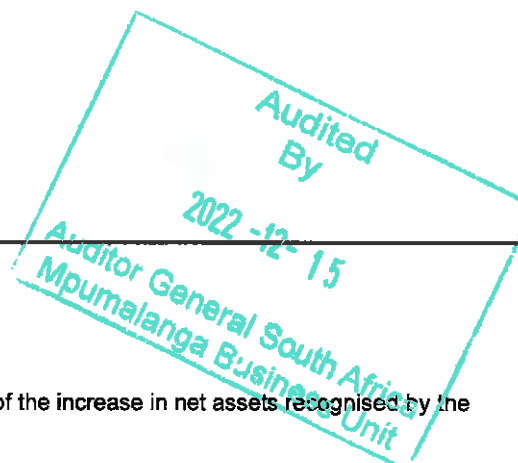 Audited
By
2022 -12- 15
Auditor General South Africa
Mpumalanga Business Unit
of the increase in net assets recognised by the